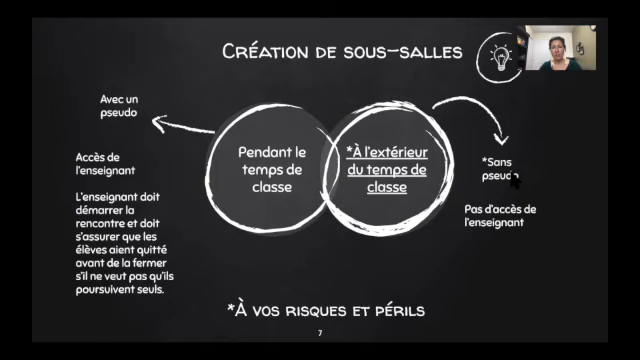 CRÉATION DE SOUS-SALLES
Avec un
pseudo
Accès de
l'enseignant
L'enseignant doit
démarrer la
rencontre et doit
s'assurer que les
élèves aient quitté
avant de la fermer
s'il ne veut pas qu'ils
poursuivent seuls.
Pendant le
temps de
classe
*À l'extérieur
du temps de
classe
*Sans
pseudo
Pas d'accès de
l'enseignant
*À VOS RISQUES ET PÉRILS
7